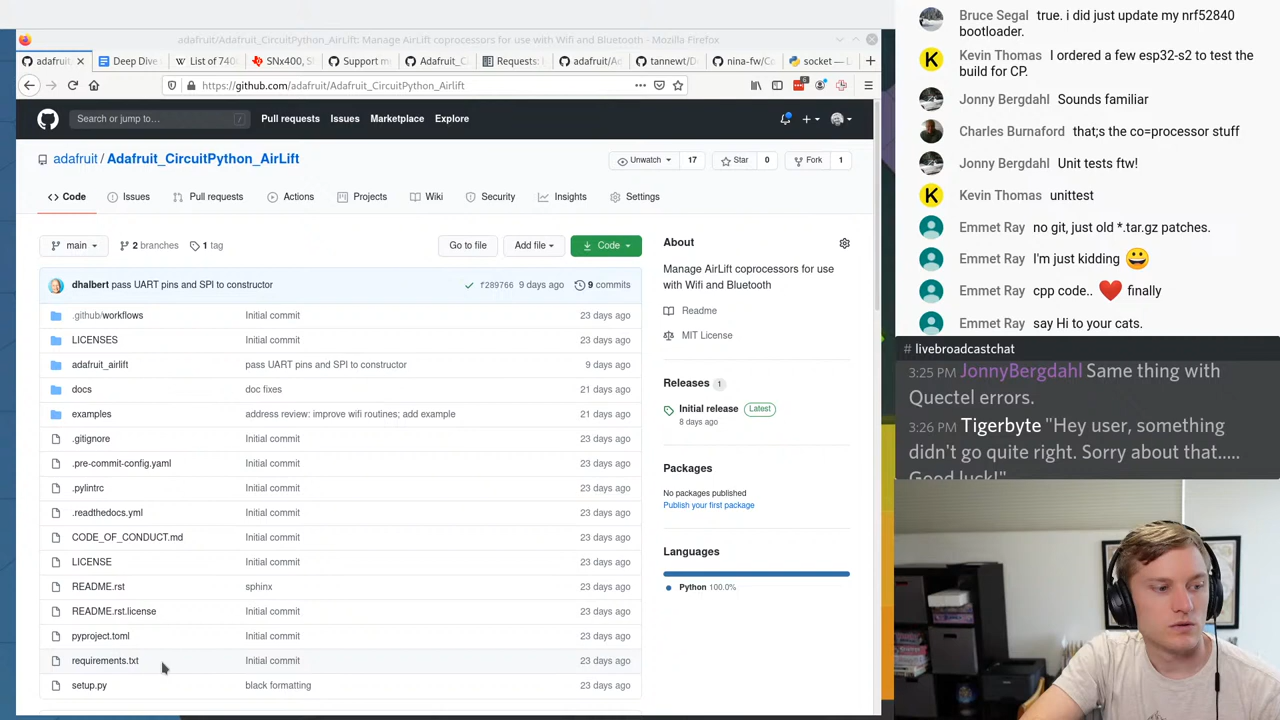 adafruit/Adafruit_CircuitPython_AirLift: Manage AirLift coprocessors for use with Wifi and Bluetooth - Mozilla Firefox
adafruit
Deep Dive
List of 740
SNx400, S
Support m
Adafruit_C
Requests:
adafruit/Ad
tannewt/D
nina-fw/Co
socket — L
https://github.com/adafruit/Adafruit_CircuitPython_AirLift
Search or jump to...
/
Pull requests
Issues
Marketplace
Explore
adafruit / Adafruit_CircuitPython_AirLift
Unwatch
17
Star
0
Fork
1
Code
Issues
Pull requests
Actions
Projects
Wiki
Security
Insights
Settings
main
2 branches
1 tag
Go to file
Add file
Code
dhalbert pass UART pins and SPI to constructor
f289766 9 days ago
9 commits
.github/workflows Initial commit 23 days ago
LICENSES Initial commit 23 days ago
adafruit_airlift pass UART pins and SPI to constructor 9 days ago
docs doc fixes 21 days ago
examples address review: improve wifi routines; add example 21 days ago
.gitignore Initial commit 23 days ago
.pre-commit-config.yaml Initial commit 23 days ago
.pylintrc Initial commit 23 days ago
.readthedocs.yml Initial commit 23 days ago
CODE_OF_CONDUCT.md Initial commit 23 days ago
LICENSE Initial commit 23 days ago
README.rst sphinx 23 days ago
README.rst.license Initial commit 23 days ago
pyproject.toml Initial commit 23 days ago
requirements.txt Initial commit 23 days ago
setup.py black formatting 23 days ago
About
Manage AirLift coprocessors for use
with Wifi and Bluetooth
Readme
MIT License
Releases 1
Initial release Latest
8 days ago
Packages
No packages published
Publish your first package
Languages
Python 100.0%
Bruce Segal true. i did just update my nrf52840
bootloader.
K
Kevin Thomas I ordered a few esp32-s2 to test the
build for CP.
Jonny Bergdahl Sounds familiar
Charles Burnaford that;s the co=processor stuff
Jonny Bergdahl Unit tests ftw!
K
Kevin Thomas unittest
Emmet Ray no git, just old *.tar.gz patches.
Emmet Ray I'm just kidding 😀
Emmet Ray cpp code.. ❤️ finally
Emmet Ray say Hi to your cats.
# livebroadcastchat
3:25 PM JonnyBergdahl Same thing with
Quectel errors.
3:26 PM Tigerbyte "Hey user, something
didn't go quite right. Sorry about that.....
Good luck!"